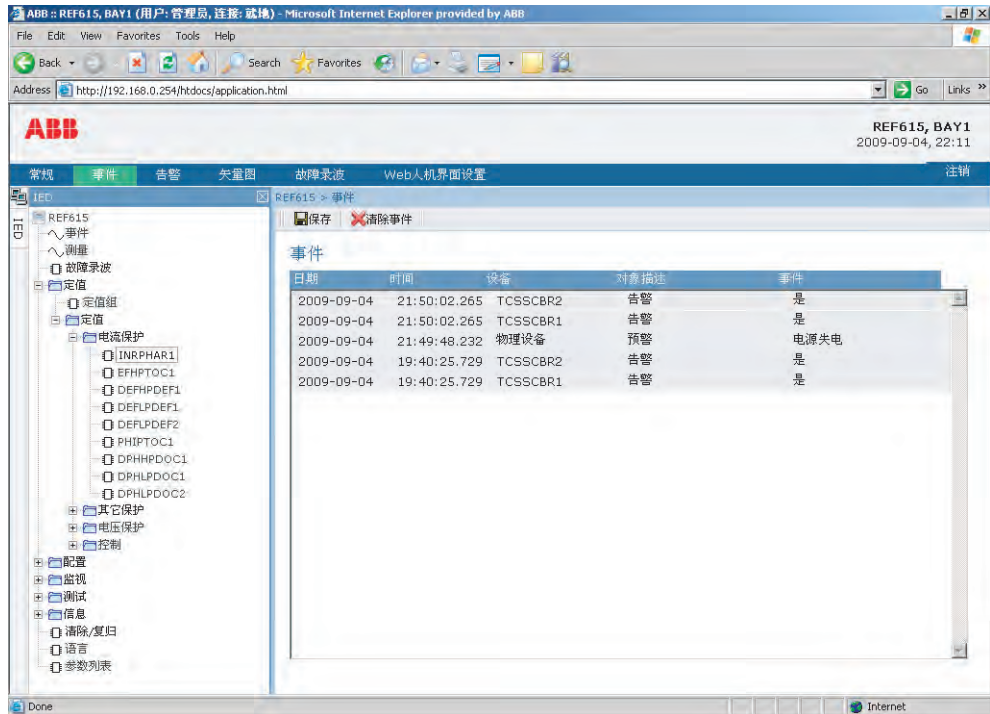 ABB :: REF615, BAY1 (用户: 管理员, 连接: 就地) - Microsoft Internet Explorer provided by ABB
File Edit View Favorites Tools Help
Back Search Favorites
Address http://192.168.0.254/htdocs/application.html Go Links »
ABB
REF615, BAY1
2009-09-04, 22:11
常规 事件 告警 矢量图 故障录波 Web人机界面设置 注销
IED
IED
REF615 > 事件
REF615
事件
测量
故障录波
定值
定值组
定值
电流保护
INRPHAR1
EFHPTOC1
DEFHPDEF1
DEFLPDEF1
DEFLPDEF2
PHIPTOC1
DPHHPDOC1
DPHLPDOC1
DPHLPDOC2
其它保护
电压保护
控制
配置
监视
测试
信息
清除/复归
语言
参数列表
保存 清除事件
事件
日期 时间 设备 对象描述 事件
2009-09-04 21:50:02.265 TCSSCBR2 告警 是
2009-09-04 21:50:02.265 TCSSCBR1 告警 是
2009-09-04 21:49:48.232 物理设备 预警 电源失电
2009-09-04 19:40:25.729 TCSSCBR2 告警 是
2009-09-04 19:40:25.729 TCSSCBR1 告警 是
Done Internet